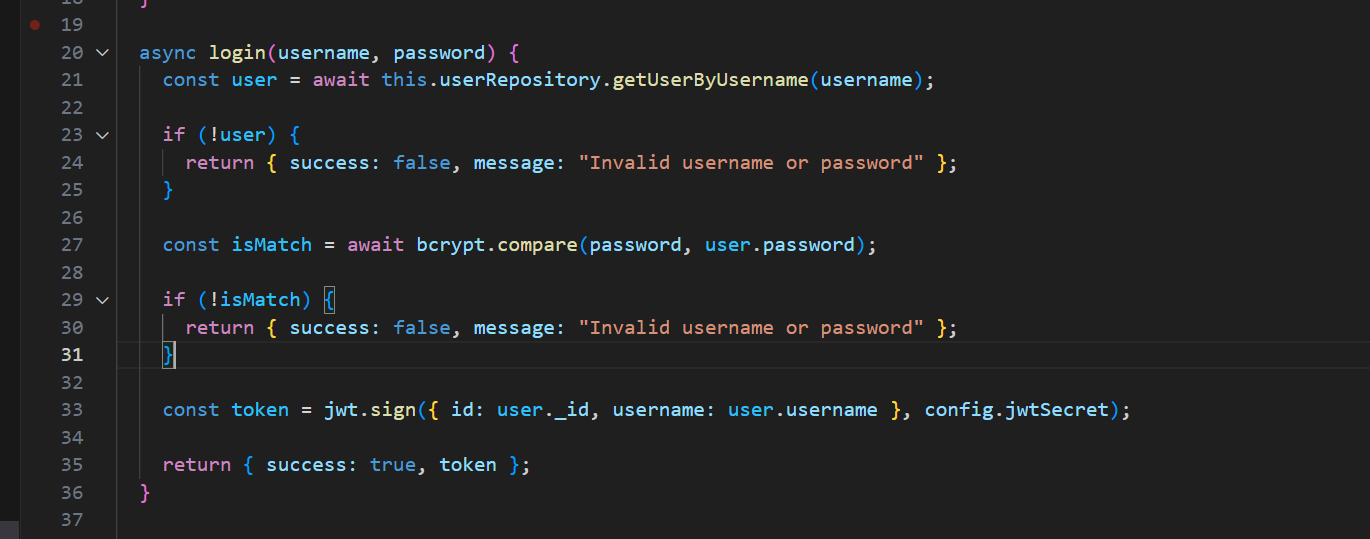 18 }
19
20 async login(username, password) {
21 const user = await this.userRepository.getUserByUsername(username);
22
23 if (!user) {
24 return { success: false, message: "Invalid username or password" };
25 }
26
27 const isMatch = await bcrypt.compare(password, user.password);
28
29 if (!isMatch) {
30 return { success: false, message: "Invalid username or password" };
31 }
32
33 const token = jwt.sign({ id: user._id, username: user.username }, config.jwtSecret);
34
35 return { success: true, token };
36 }
37